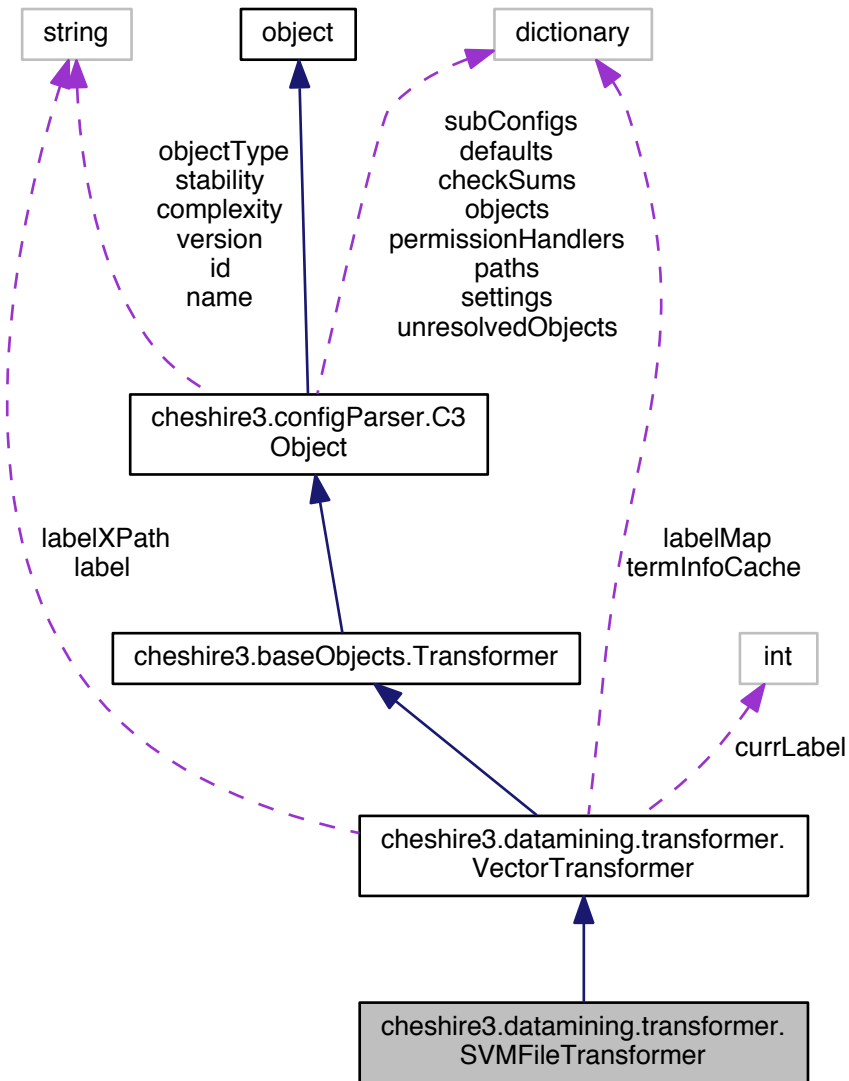 string
object
dictionary
objectType
stability
complexity
version
id
name
subConfigs
defaults
checkSums
objects
permissionHandlers
paths
settings
unresolvedObjects
cheshire3.configParser.C3
Object
labelXPath
label
labelMap
termInfoCache
cheshire3.baseObjects.Transformer
int
currLabel
cheshire3.datamining.transformer.
VectorTransformer
cheshire3.datamining.transformer.
SVMFileTransformer